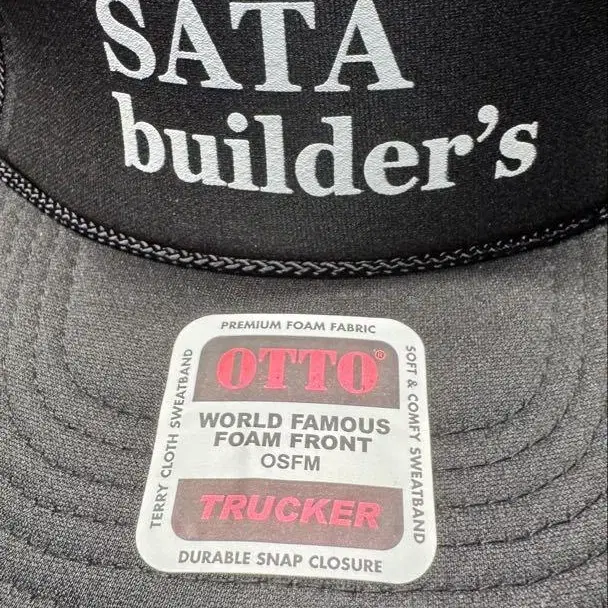 SATA
builder's
PREMIUM FOAM FABRIC
OTTO®
WORLD FAMOUS
FOAM FRONT
OSFM
TRUCKER
DURABLE SNAP CLOSURE
TERRY CLOTH SWEATBAND
SOFT & COMFY SWEATBAND